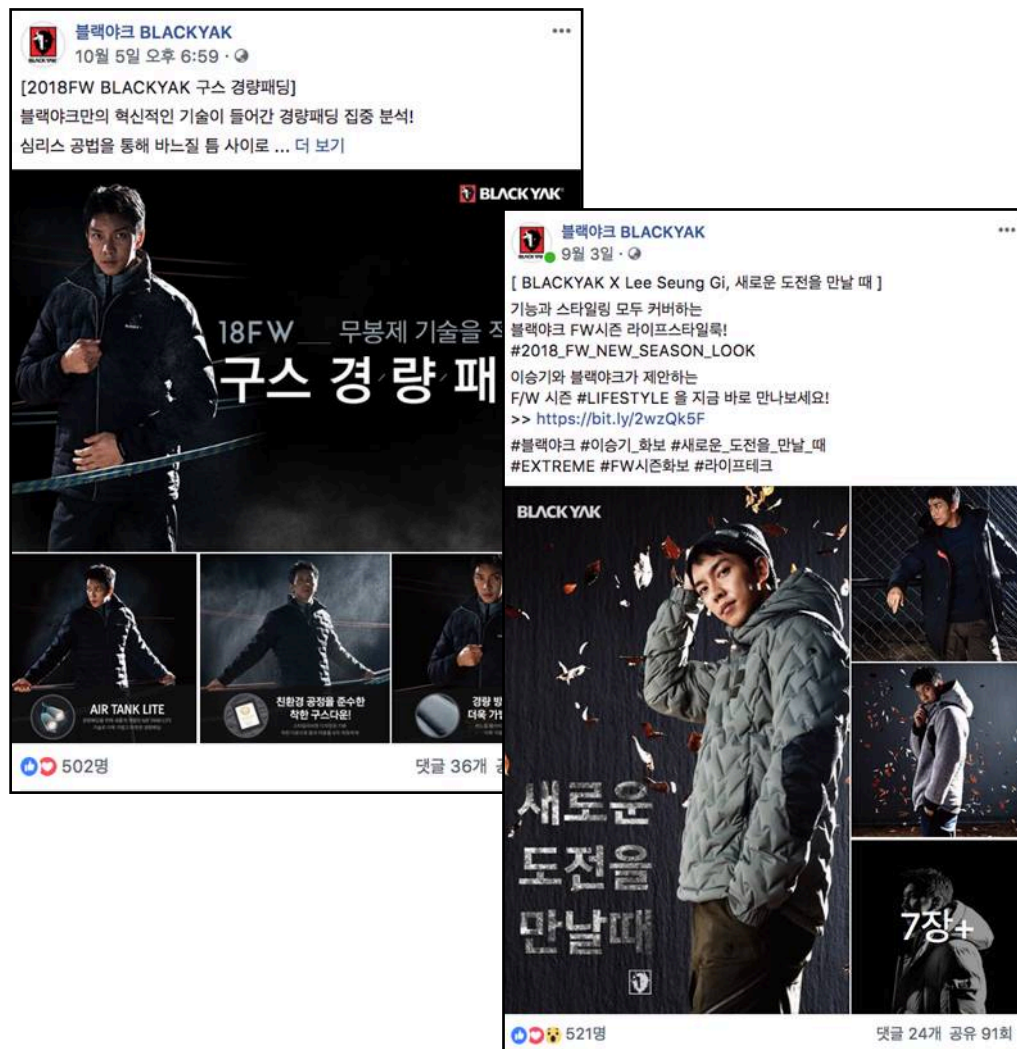 블랙야크 BLACKYAK
10월 5일 오후 6:59 ·
[2018FW BLACKYAK 구스 경량패딩]
블랙야크만의 혁신적인 기술이 들어간 경량패딩 집중 분석!
심리스 공법을 통해 바느질 틈 사이로 ... 더 보기
BLACKYAK
18FW__ 무봉제 기술을
구스 경량패
AIR TANK LITE
친환경 공정을 준수한
착한 구스다운!
경량
더욱
502명
댓글 36개
블랙야크 BLACKYAK
9월 3일 ·
[ BLACKYAK X Lee Seung Gi, 새로운 도전을 만날 때 ]
기능과 스타일링 모두 커버하는
블랙야크 FW시즌 라이프스타일룩!
#2018_FW_NEW_SEASON_LOOK
이승기와 블랙야크가 제안하는
F/W 시즌 #LIFESTYLE 을 지금 바로 만나보세요!
>> https://bit.ly/2wzQk5F
#블랙야크 #이승기_화보 #새로운_도전을_만날_때
#EXTREME #FW시즌화보 #라이프테크
BLACKYAK
새로운
도전을
만날때
7장+
521명
댓글 24개 공유 91회